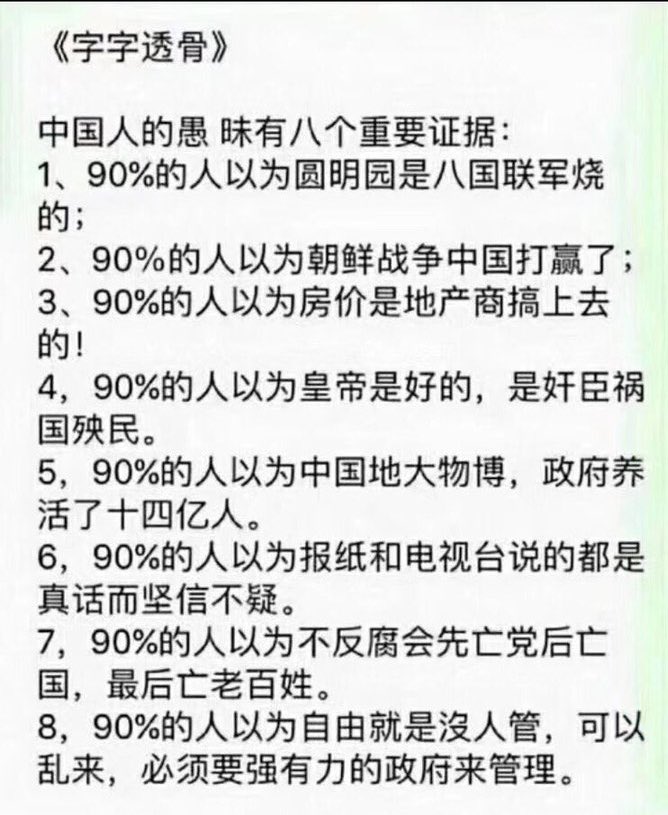 《字字透骨》
中国人的愚 昧有八个重要证据：
1、90%的人以为圆明园是八国联军烧
的；
2、90%的人以为朝鲜战争中国打赢了；
3、90%的人以为房价是地产商搞上去
的！
4，90%的人以为皇帝是好的，是奸臣祸
国殃民。
5，90%的人以为中国地大物博，政府养
活了十四亿人。
6，90%的人以为报纸和电视台说的都是
真话而坚信不疑。
7，90%的人以为不反腐会先亡党后亡
国，最后亡老百姓。
8，90%的人以为自由就是沒人管，可以
乱来，必须要强有力的政府来管理。